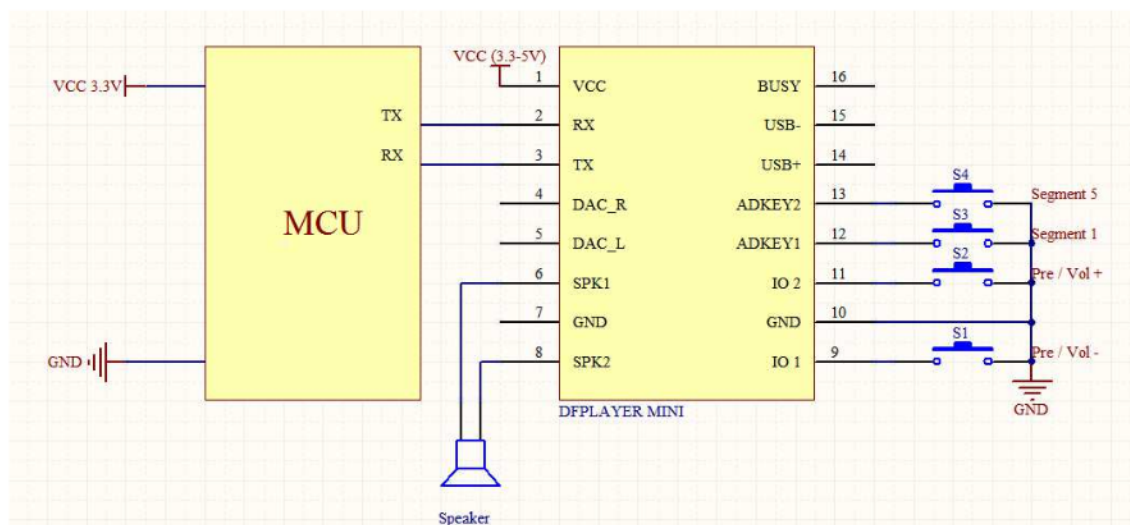 VCC 3.3V
TX
RX
MCU
GND
VCC (3.3-5V)
1 VCC BUSY 16
2 RX USB- 15
3 TX USB+ 14
4 DAC_R ADKEY2 13
5 DAC_L ADKEY1 12
6 SPK1 IO 2 11
7 GND GND 10
8 SPK2 IO 1 9
DFPLAYER MINI
S4
Segment 5
S3
Segment 1
S2
Pre / Vol +
S1
Pre / Vol -
GND
Speaker